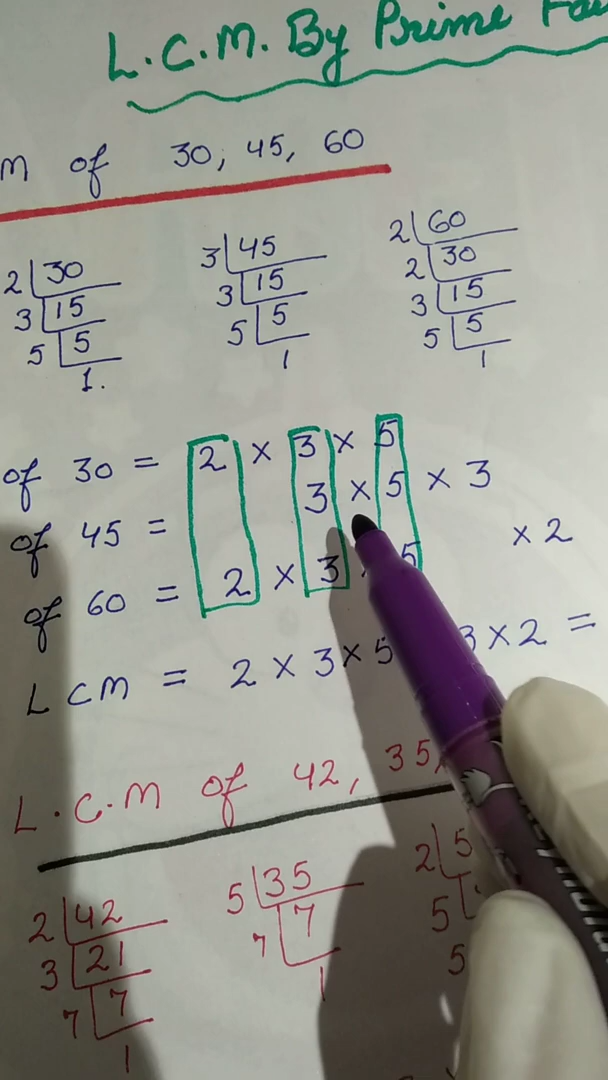 L.C.M. By Prime Fa
M of 30, 45, 60
2 30 3 45 2 60
3 15 3 15 2 30
5 5 5 5 3 15
1. 1 5 5
1
of 30 = 2 × 3 × 5
of 45 = 3 × 5 × 3
of 60 = 2 × 3 × 5 × 2
LCM = 2 × 3 × 5 3 × 2 =
L.C.M of 42, 35,
2 42 5 35 2 5
3 21 7 7 5
7 7 1 5
1